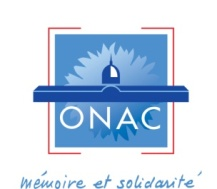 ONAC
mémoire et solidarité